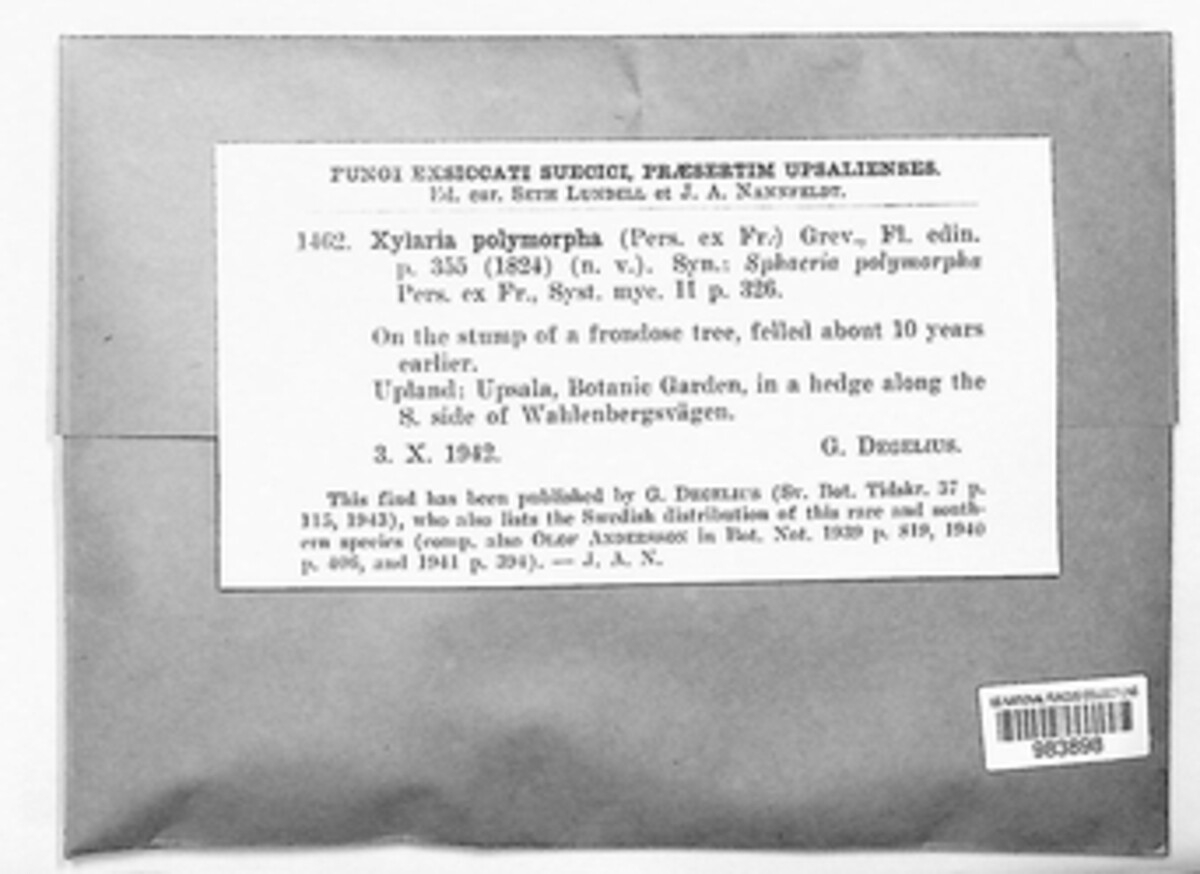 FUNGI EXSICCATI SUECICI, PRÆSERTIM UPSALIENSES.
Ed. cur. SETH LUNDELL et J. A. NANNFELDT.
1462. Xylaria polymorpha (Pers. ex Fr.) Grev., Fl. edin.
p. 355 (1824) (n. v.). Syn.: Sphaeria polymorpha
Pers. ex Fr., Syst. myc. II p. 326.
On the stump of a frondose tree, felled about 10 years
earlier.
Upland: Upsala, Botanic Garden, in a hedge along the
S. side of Wahlenbergsvägen.
3. X. 1942. G. DEGELIUS.
This find has been published by G. DEGELIUS (Sv. Bot. Tidskr. 37 p.
115, 1943), who also lists the Swedish distribution of this rare and south-
ern species (comp. also OLOF ANDERSSON in Bot. Not. 1939 p. 819, 1940
p. 406, and 1941 p. 394). — J. A. N.
US NATIONAL FUNGUS COLLECTIONS
983898